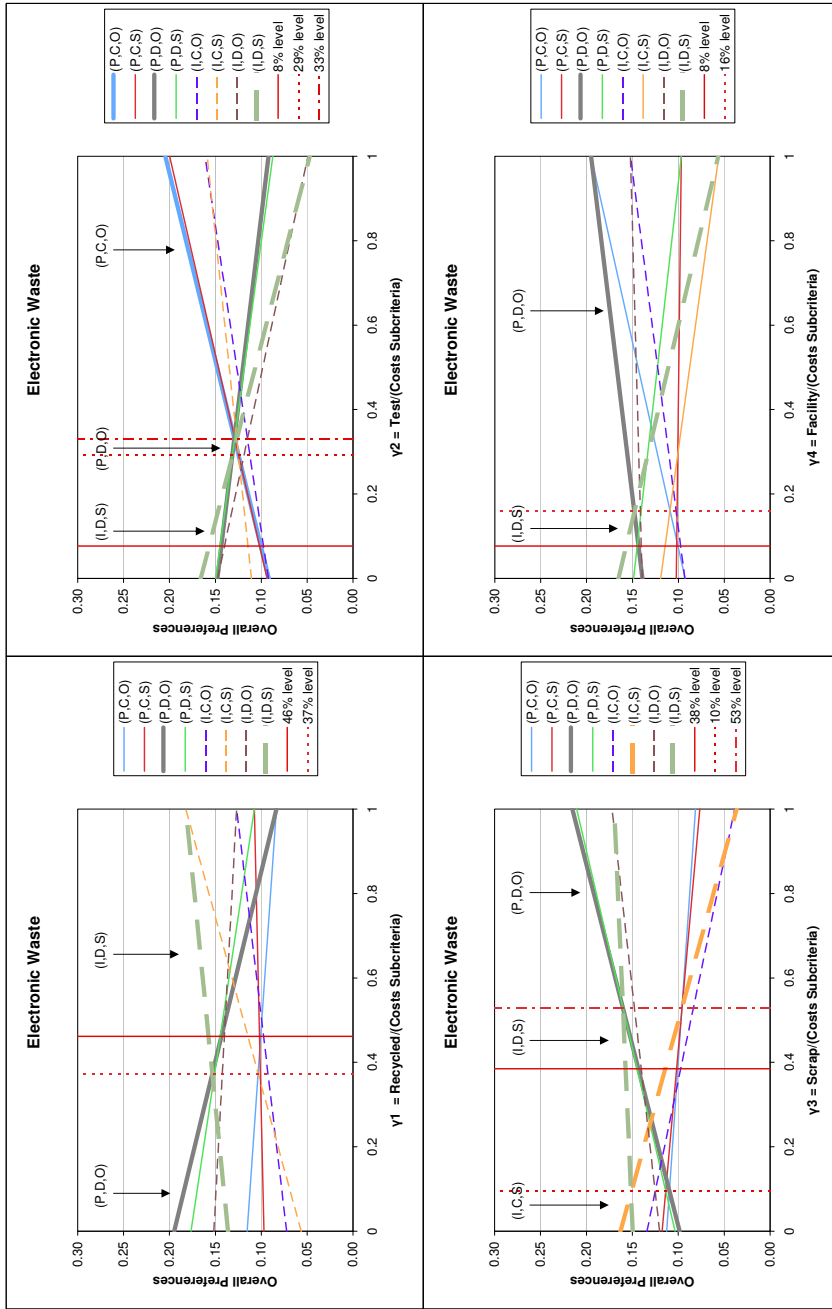 Electronic Waste
Overall Preferences
0.30
0.25
0.20
0.15
0.10
0.05
0.00
(P,D,O)
(I,D,S)
0
0.2
0.4
0.6
0.8
1
γ1 = Recycled/(Costs Subcriteria)
(P,C,O)
(P,C,S)
(P,D,O)
(P,D,S)
(I,C,O)
(I,C,S)
(I,D,O)
(I,D,S)
46% level
37% level
Electronic Waste
Overall Preferences
0.30
0.25
0.20
0.15
0.10
0.05
0.00
(I,D,S)
(P,D,O)
(P,C,O)
0
0.2
0.4
0.6
0.8
1
γ2 = Test/(Costs Subcriteria)
(P,C,O)
(P,C,S)
(P,D,O)
(P,D,S)
(I,C,O)
(I,C,S)
(I,D,O)
(I,D,S)
8% level
29% level
33% level
Electronic Waste
Overall Preferences
0.30
0.25
0.20
0.15
0.10
0.05
0.00
(I,C,S)
(I,D,S)
(P,D,O)
0
0.2
0.4
0.6
0.8
1
γ3 = Scrap/(Costs Subcriteria)
(P,C,O)
(P,C,S)
(P,D,O)
(P,D,S)
(I,C,O)
(I,C,S)
(I,D,O)
(I,D,S)
38% level
10% level
53% level
Electronic Waste
Overall Preferences
0.30
0.25
0.20
0.15
0.10
0.05
0.00
(I,D,S)
(P,D,O)
0
0.2
0.4
0.6
0.8
1
γ4 = Facility/(Costs Subcriteria)
(P,C,O)
(P,C,S)
(P,D,O)
(P,D,S)
(I,C,O)
(I,C,S)
(I,D,O)
(I,D,S)
8% level
16% level